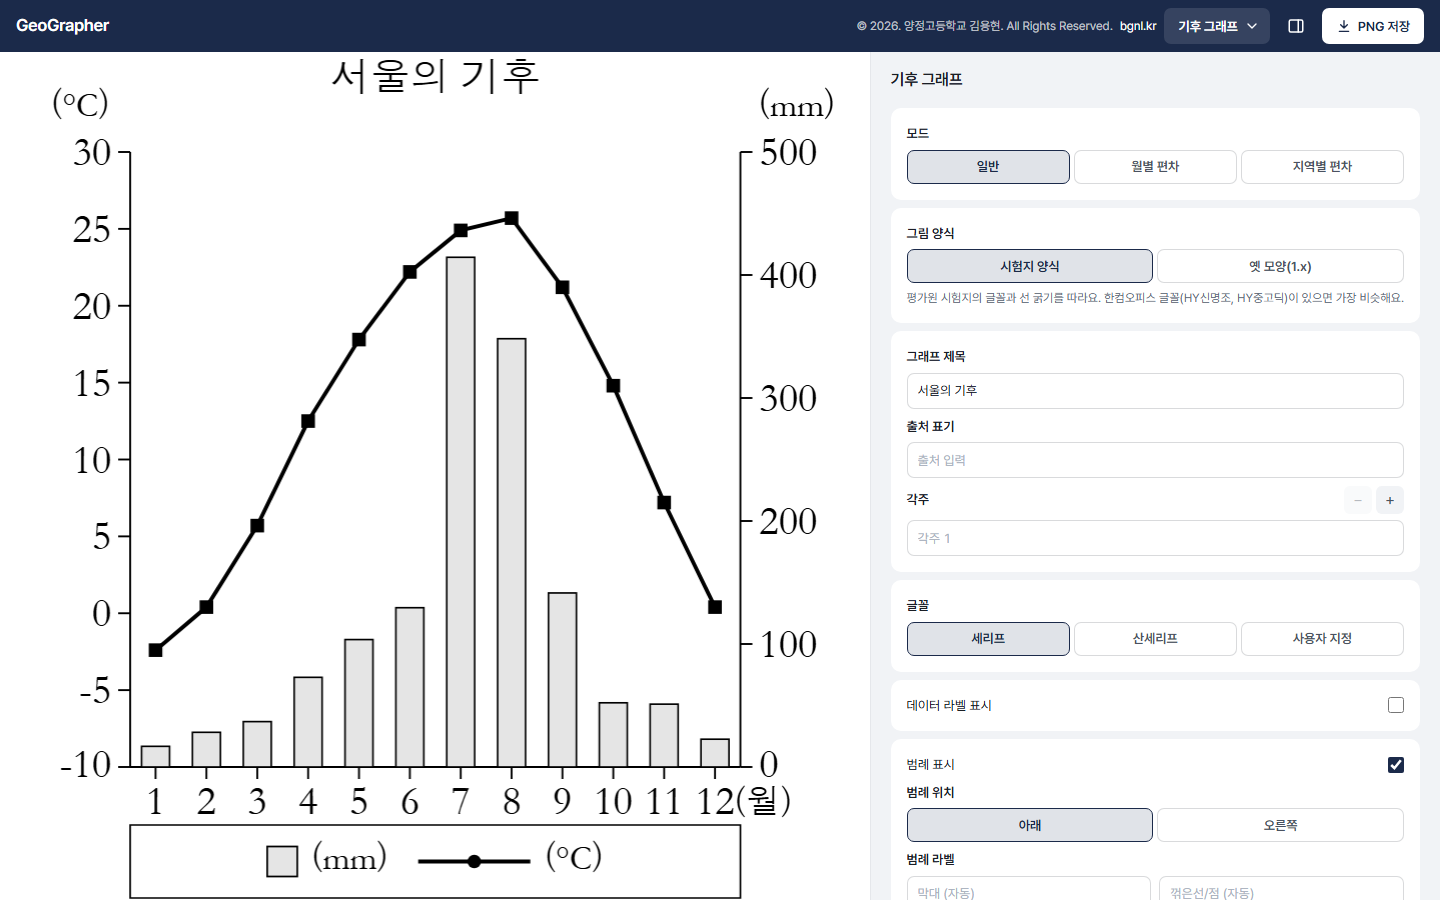 GeoGrapher
© 2026. 양정고등학교 김용현. All Rights Reserved. bgnl.kr
기후 그래프
PNG 저장
서울의 기후
(°C)
(mm)
30
25
20
15
10
5
0
-5
-10
500
400
300
200
100
0
1 2 3 4 5 6 7 8 9 10 11 12(월)
(mm) (°C)
기후 그래프
모드
일반 월별 편차 지역별 편차
그림 양식
시험지 양식 옛 모양(1.x)
평가원 시험지의 글꼴과 선 굵기를 따라요. 한컴오피스 글꼴(HY신명조, HY중고딕)이 있으면 가장 비슷해요.
그래프 제목
서울의 기후
출처 표기
출처 입력
각주 − +
각주 1
글꼴
세리프 산세리프 사용자 지정
데이터 라벨 표시
범례 표시
범례 위치
아래 오른쪽
범례 라벨
막대 (자동) 꺾은선/점 (자동)